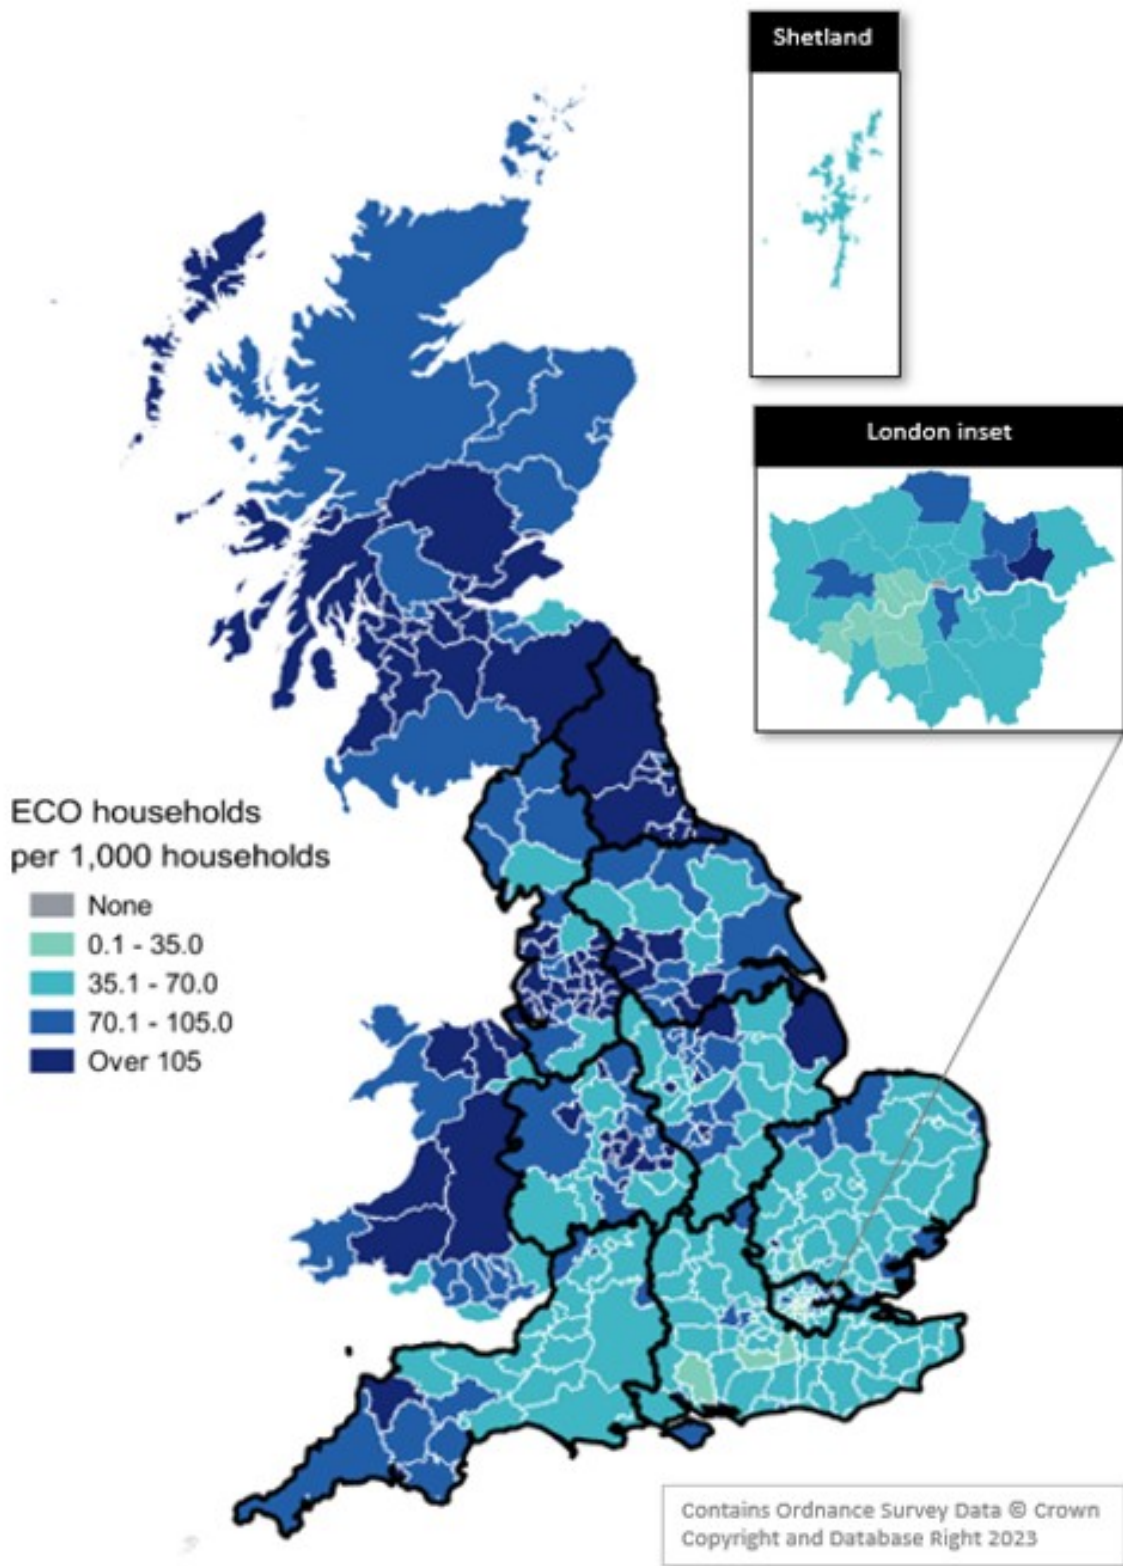 Shetland
London inset
ECO households
per 1,000 households
None
0.1 - 35.0
35.1 - 70.0
70.1 - 105.0
Over 105
Contains Ordnance Survey Data © Crown
Copyright and Database Right 2023